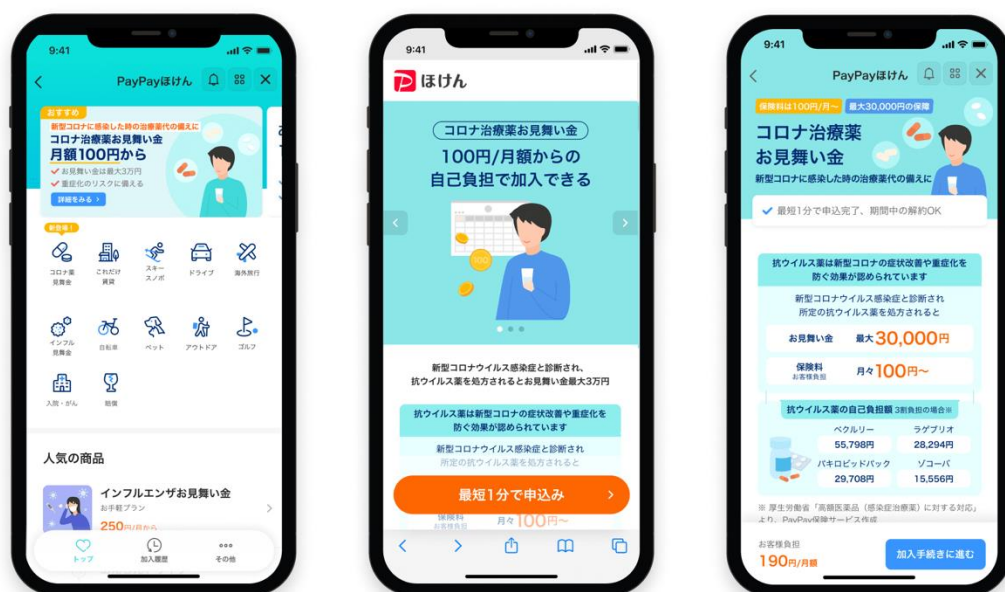 9:41
PayPayほけん
おすすめ
新型コロナに感染した時の治療薬代の備えに
コロナ治療薬お見舞い金
月額100円から
お見舞い金は最大3万円
重症化のリスクに備える
詳細をみる
新登場！
コロナ薬
見舞金
これだけ
賃貸
スキー
スノボ
ドライブ
海外旅行
インフル
見舞金
自転車
ペット
アウトドア
ゴルフ
入院・がん
賠償
人気の商品
インフルエンザお見舞い金
お手軽プラン
250円/月から
トップ
加入履歴
その他
9:41
ほけん
コロナ治療薬お見舞い金
100円/月額からの
自己負担で加入できる
100
新型コロナウイルス感染症と診断され、
抗ウイルス薬を処方されるとお見舞い金最大3万円
抗ウイルス薬は新型コロナの症状改善や重症化を
防ぐ効果が認められています
新型コロナウイルス感染症と診断され
所定の抗ウイルス薬を処方されると
最短1分で申込み
保険料
お客様負担
月々100円〜
9:41
PayPayほけん
保険料は100円/月〜
最大30,000円の保障
コロナ治療薬
お見舞い金
新型コロナに感染した時の治療薬代の備えに
最短1分で申込完了、期間中の解約OK
抗ウイルス薬は新型コロナの症状改善や重症化を
防ぐ効果が認められています
新型コロナウイルス感染症と診断され
所定の抗ウイルス薬を処方されると
お見舞い金 最大30,000円
保険料
お客様負担
月々100円〜
抗ウイルス薬の自己負担額 3割負担の場合※
ベクルリー
55,798円
ラゲブリオ
28,294円
パキロビッドパック
29,708円
ゾコーバ
15,556円
※ 厚生労働省「高額医薬品（感染症治療薬）に対する対応」
より、PayPay保険サービス作成
お客様負担
190円/月額
加入手続きに進む